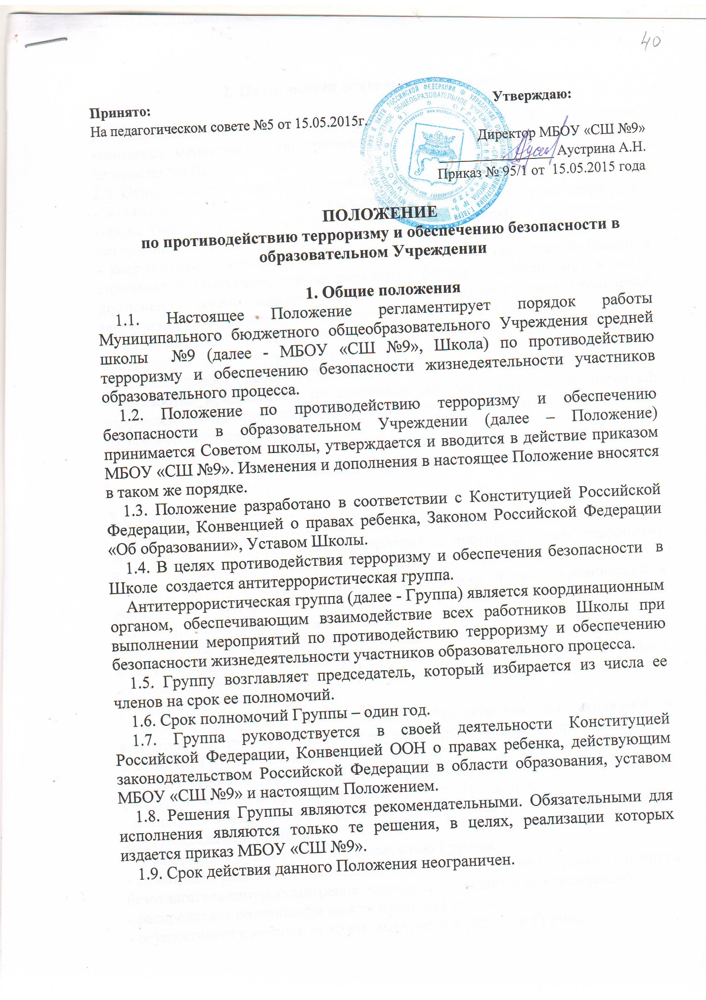 40
Утверждаю:
Принято:
На педагогическом совете №5 от 15.05.2015г.
Директор МБОУ «СШ №9»
Аустрина А.Н.
Приказ № 95/1 от 15.05.2015 года
ПОЛОЖЕНИЕ
по противодействию терроризму и обеспечению безопасности в
образовательном Учреждении
1. Общие положения
1.1. Настоящее Положение регламентирует порядок работы
Муниципального бюджетного общеобразовательного Учреждения средней
школы №9 (далее - МБОУ «СШ №9», Школа) по противодействию
терроризму и обеспечению безопасности жизнедеятельности участников
образовательного процесса.
1.2. Положение по противодействию терроризму и обеспечению
безопасности в образовательном Учреждении (далее – Положение)
принимается Советом школы, утверждается и вводится в действие приказом
МБОУ «СШ №9». Изменения и дополнения в настоящее Положение вносятся
в таком же порядке.
1.3. Положение разработано в соответствии с Конституцией Российской
Федерации, Конвенцией о правах ребенка, Законом Российской Федерации
«Об образовании», Уставом Школы.
1.4. В целях противодействия терроризму и обеспечения безопасности в
Школе создается антитеррористическая группа.
Антитеррористическая группа (далее - Группа) является координационным
органом, обеспечивающим взаимодействие всех работников Школы при
выполнении мероприятий по противодействию терроризму и обеспечению
безопасности жизнедеятельности участников образовательного процесса.
1.5. Группу возглавляет председатель, который избирается из числа ее
членов на срок ее полномочий.
1.6. Срок полномочий Группы – один год.
1.7. Группа руководствуется в своей деятельности Конституцией
Российской Федерации, Конвенцией ООН о правах ребенка, действующим
законодательством Российской Федерации в области образования, уставом
МБОУ «СШ №9» и настоящим Положением.
1.8. Решения Группы являются рекомендательными. Обязательными для
исполнения являются только те решения, в целях, реализации которых
издается приказ МБОУ «СШ №9».
1.9. Срок действия данного Положения неограничен.